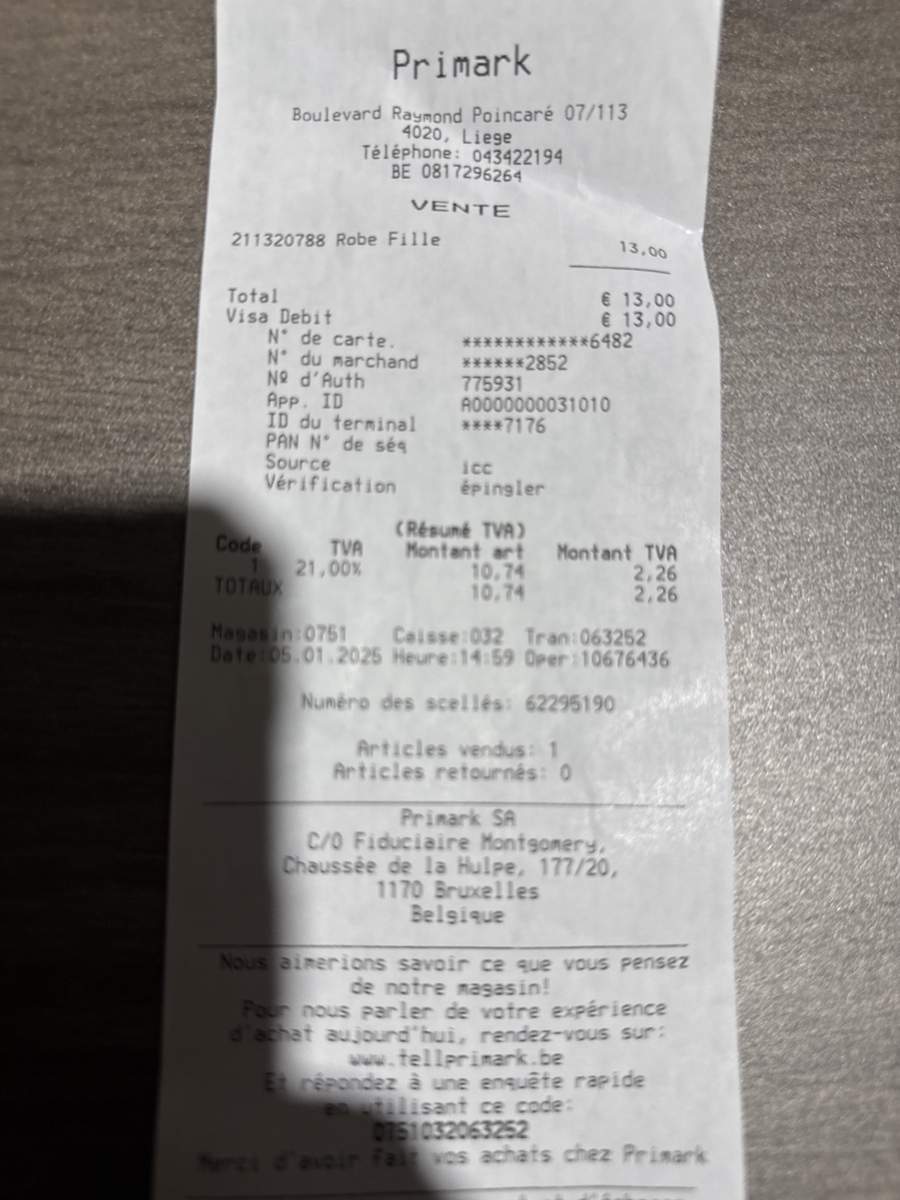 Primark
Boulevard Raymond Poincaré 07/113
4020, Liege
Téléphone: 043422194
BE 0817296264
VENTE
211320788 Robe Fille 13,00
Total € 13,00
Visa Debit € 13,00
N° de carte. ************6482
N° du marchand ******2852
Nº d'Auth 775931
App. ID A0000000031010
ID du terminal ****7176
PAN N° de séq
Source icc
Vérification épingler
(Résumé TVA)
Code TVA Montant art Montant TVA
1 21,00% 10,74 2,26
TOTAUX 10,74 2,26
Magasin:0751 Caisse:032 Tran:063252
Date:05.01.2025 Heure:14:59 Oper:10676436
Numéro des scellés: 62295190
Articles vendus: 1
Articles retournés: 0
Primark SA
C/O Fiduciaire Montgomery,
Chaussée de la Hulpe, 177/20,
1170 Bruxelles
Belgique
Nous aimerions savoir ce que vous pensez
de notre magasin!
Pour nous parler de votre expérience
d'achat aujourd'hui, rendez-vous sur:
www.tellprimark.be
Et répondez à une enquête rapide
en utilisant ce code:
0751032063252
Merci d'avoir fait vos achats chez Primark